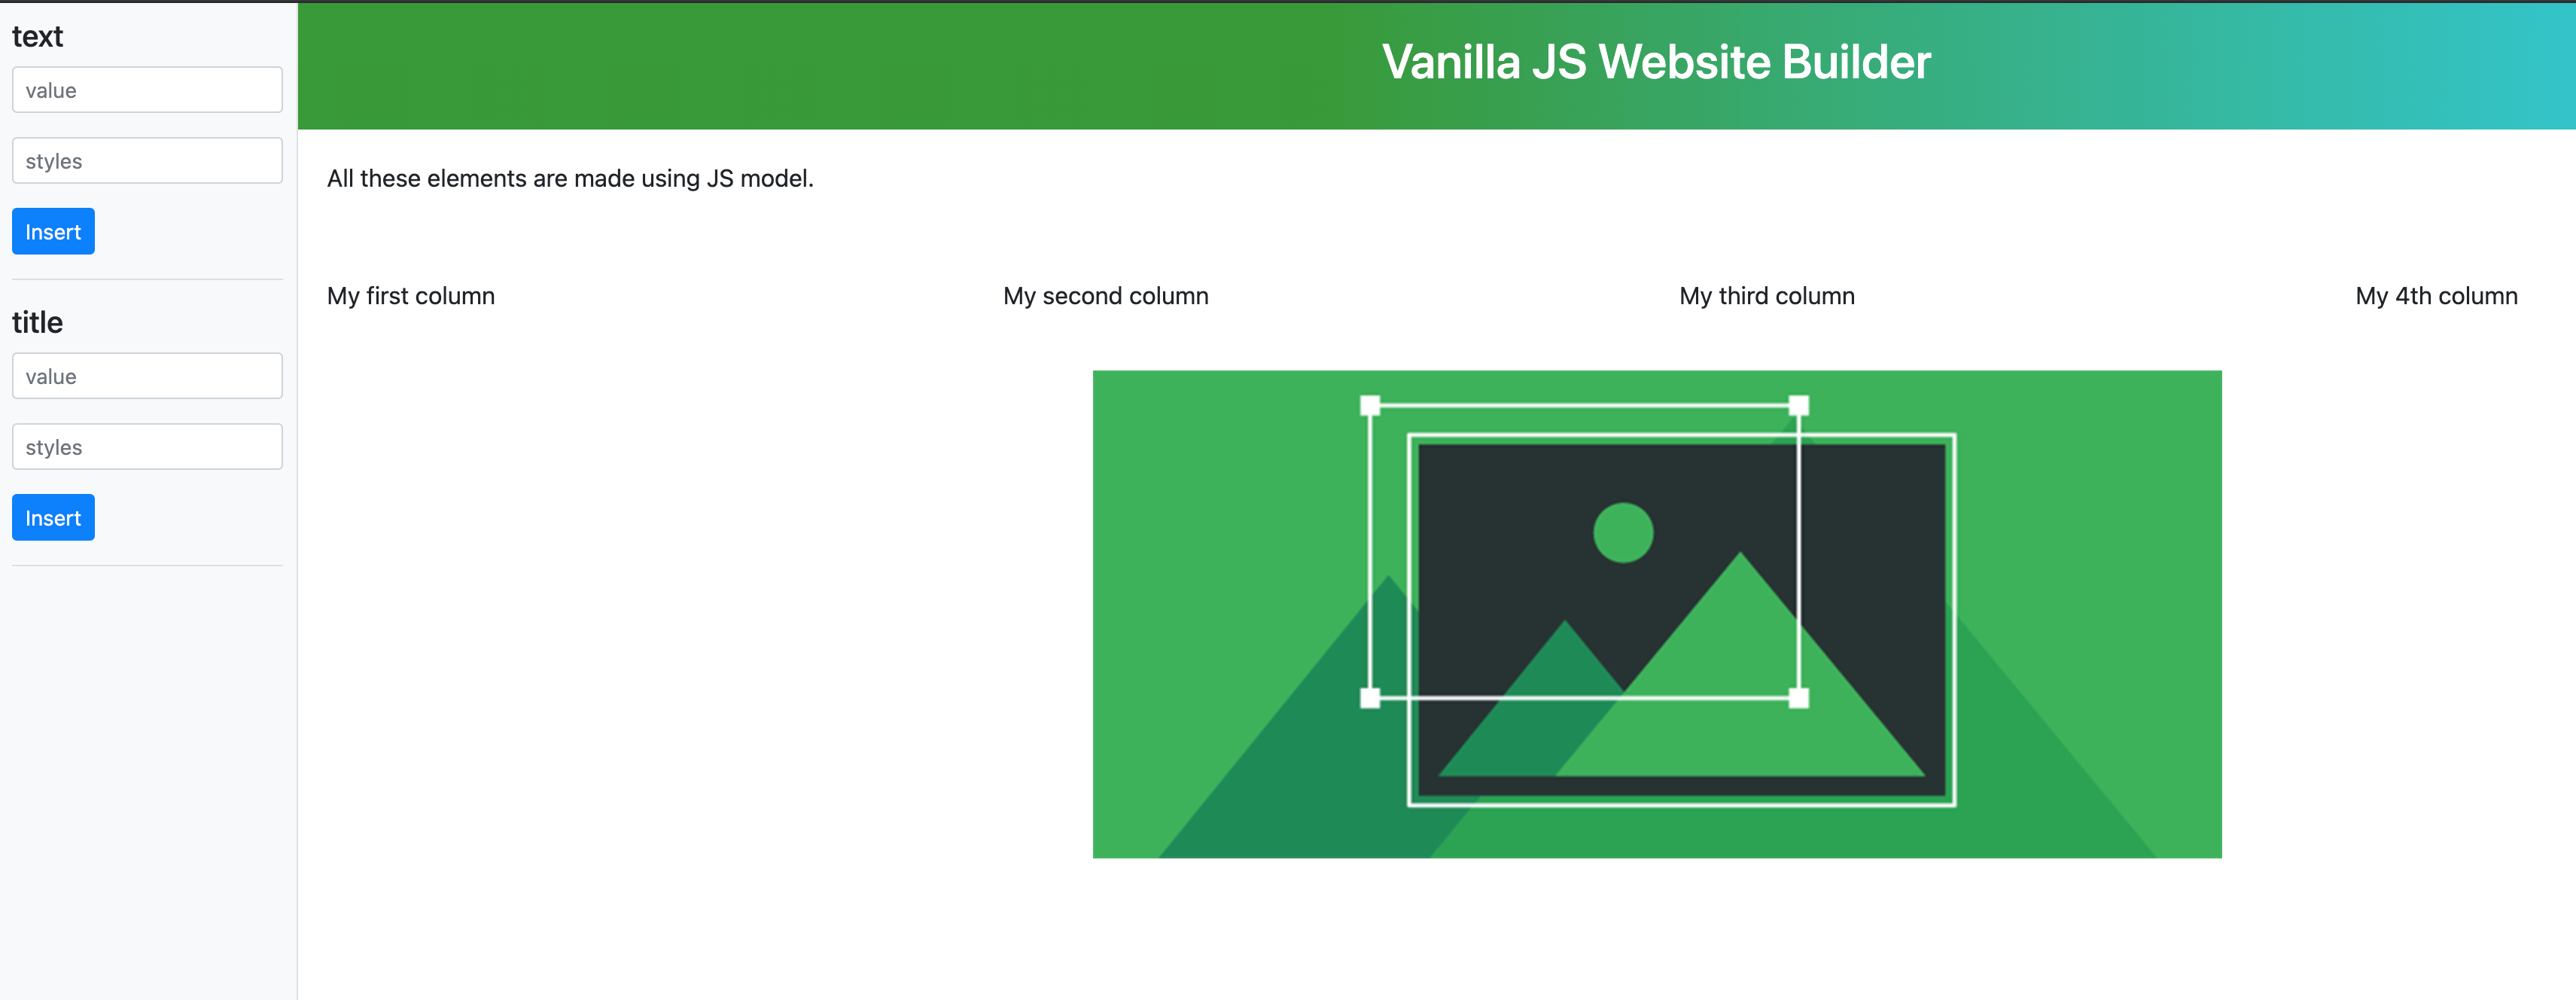 text
value
styles
Insert
title
value
styles
Insert
Vanilla JS Website Builder
All these elements are made using JS model.
My first column
My second column
My third column
My 4th column